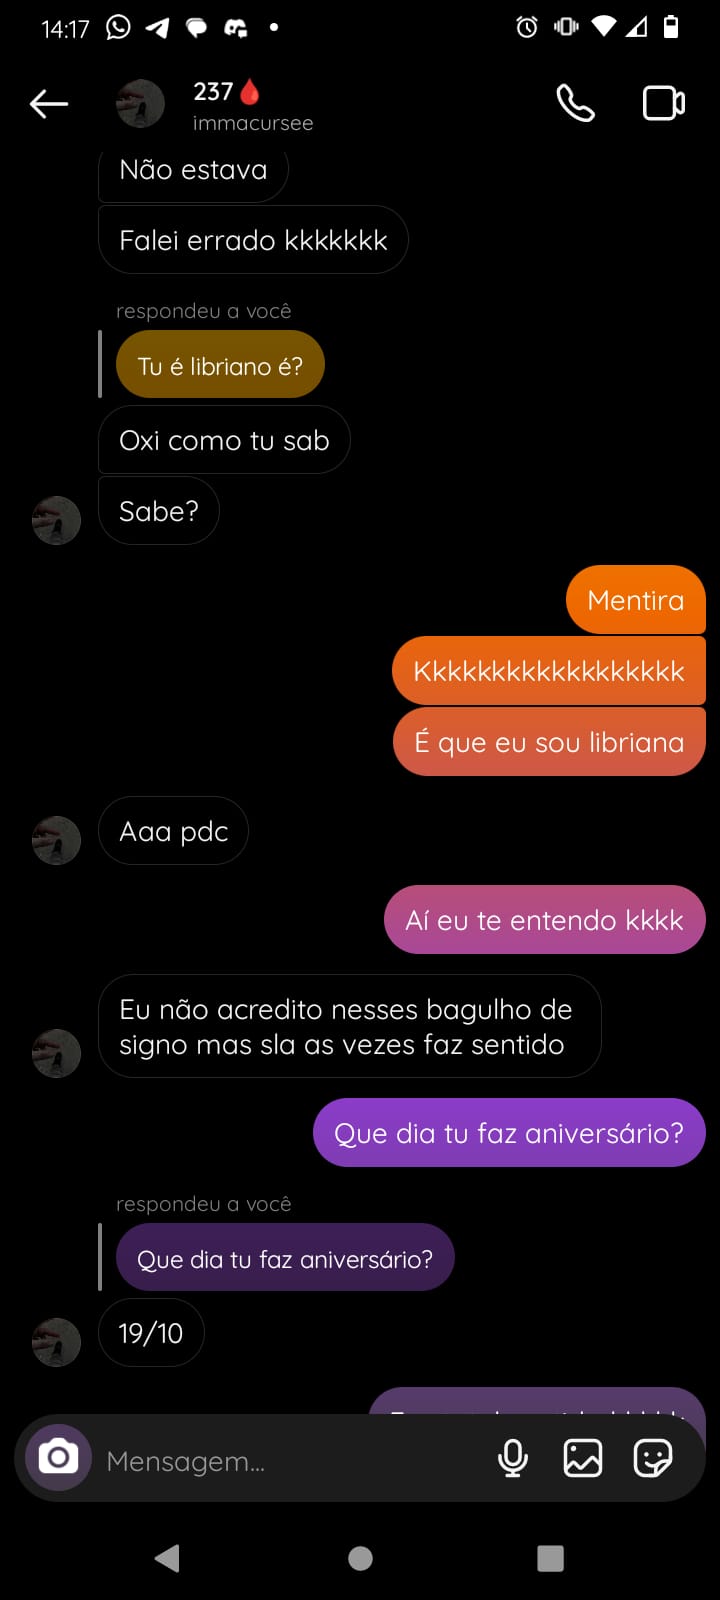 14:17
237🩸
immacursee
Não estava
Falei errado kkkkkkk
respondeu a você
Tu é libriano é?
Oxi como tu sab
Sabe?
Mentira
Kkkkkkkkkkkkkkkkkk
É que eu sou libriana
Aaa pdc
Aí eu te entendo kkkk
Eu não acredito nesses bagulho de
signo mas sla as vezes faz sentido
Que dia tu faz aniversário?
respondeu a você
Que dia tu faz aniversário?
19/10
Mensagem...